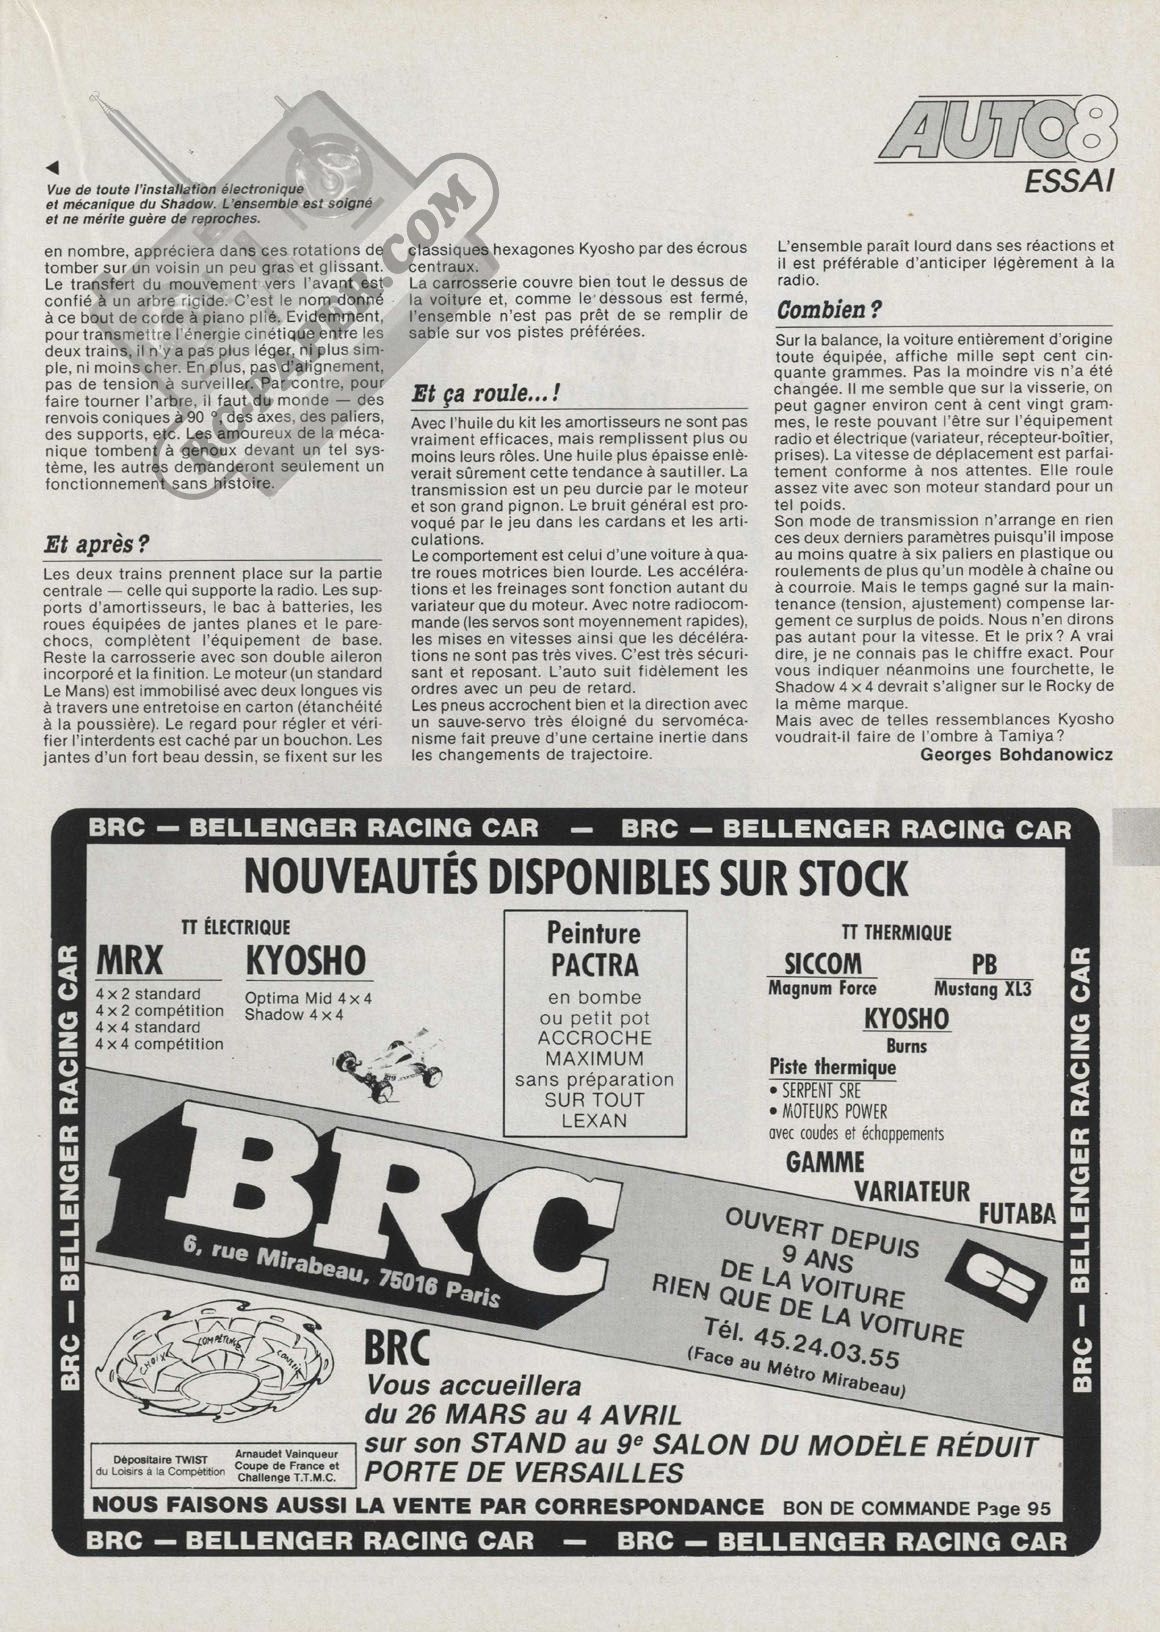 AUTO8
ESSAI
Vue de toute l'installation électronique
et mécanique du Shadow. L'ensemble est soigné
et ne mérite guère de reproches.
en nombre, appréciera dans ces rotations de
tomber sur un voisin un peu gras et glissant.
Le transfert du mouvement vers l'avant est
confié à un arbre rigide. C'est le nom donné
à ce bout de corde à piano plié. Evidemment,
pour transmettre l'énergie cinétique entre les
deux trains, il n'y a pas plus léger, ni plus sim-
ple, ni moins cher. En plus, pas d'alignement,
pas de tension à surveiller. Par contre, pour
faire tourner l'arbre, il faut du monde — des
renvois coniques à 90 °, des axes, des paliers,
des supports, etc. Les amoureux de la méca-
nique tombent à genoux devant un tel sys-
tème, les autres demanderont seulement un
fonctionnement sans histoire.
Et après ?
Les deux trains prennent place sur la partie
centrale — celle qui supporte la radio. Les sup-
ports d'amortisseurs, le bac à batteries, les
roues équipées de jantes planes et le pare-
chocs, complètent l'équipement de base.
Reste la carrosserie avec son double aileron
incorporé et la finition. Le moteur (un standard
Le Mans) est immobilisé avec deux longues vis
à travers une entretoise en carton (étanchéité
à la poussière). Le regard pour régler et véri-
fier l'interdents est caché par un bouchon. Les
jantes d'un fort beau dessin, se fixent sur les
classiques hexagones Kyosho par des écrous
centraux.
La carrosserie couvre bien tout le dessus de
la voiture et, comme le dessous est fermé,
l'ensemble n'est pas prêt de se remplir de
sable sur vos pistes préférées.
Et ça roule...!
Avec l'huile du kit les amortisseurs ne sont pas
vraiment efficaces, mais remplissent plus ou
moins leurs rôles. Une huile plus épaisse enlè-
verait sûrement cette tendance à sautiller. La
transmission est un peu durcie par le moteur
et son grand pignon. Le bruit général est pro-
voqué par le jeu dans les cardans et les arti-
culations.
Le comportement est celui d'une voiture à qua-
tre roues motrices bien lourde. Les accéléra-
tions et les freinages sont fonction autant du
variateur que du moteur. Avec notre radiocom-
mande (les servos sont moyennement rapides),
les mises en vitesses ainsi que les décéléra-
tions ne sont pas très vives. C'est très sécuri-
sant et reposant. L'auto suit fidèlement les
ordres avec un peu de retard.
Les pneus accrochent bien et la direction avec
un sauve-servo très éloigné du servoméca-
nisme fait preuve d'une certaine inertie dans
les changements de trajectoire.
L'ensemble paraît lourd dans ses réactions et
il est préférable d'anticiper légèrement à la
radio.
Combien ?
Sur la balance, la voiture entièrement d'origine
toute équipée, affiche mille sept cent cin-
quante grammes. Pas la moindre vis n'a été
changée. Il me semble que sur la visserie, on
peut gagner environ cent à cent vingt gram-
mes, le reste pouvant l'être sur l'équipement
radio et électrique (variateur, récepteur-boîtier,
prises). La vitesse de déplacement est parfai-
tement conforme à nos attentes. Elle roule
assez vite avec son moteur standard pour un
tel poids.
Son mode de transmission n'arrange en rien
ces deux derniers paramètres puisqu'il impose
au moins quatre à six paliers en plastique ou
roulements de plus qu'un modèle à chaîne ou
à courroie. Mais le temps gagné sur la main-
tenance (tension, ajustement) compense lar-
gement ce surplus de poids. Nous n'en dirons
pas autant pour la vitesse. Et le prix ? A vrai
dire, je ne connais pas le chiffre exact. Pour
vous indiquer néanmoins une fourchette, le
Shadow 4 x 4 devrait s'aligner sur le Rocky de
la même marque.
Mais avec de telles ressemblances Kyosho
voudrait-il faire de l'ombre à Tamiya ?
Georges Bohdanowicz
RC-PASEK.COM
BRC — BELLENGER RACING CAR — BRC — BELLENGER RACING CAR
BRC — BELLENGER RACING CAR
NOUVEAUTÉS DISPONIBLES SUR STOCK
TT ÉLECTRIQUE
MRX
4 x 2 standard
4 x 2 compétition
4 x 4 standard
4 x 4 compétition
KYOSHO
Optima Mid 4 x 4
Shadow 4 x 4
Peinture
PACTRA
en bombe
ou petit pot
ACCROCHE
MAXIMUM
sans préparation
SUR TOUT
LEXAN
TT THERMIQUE
SICCOM
Magnum Force
PB
Mustang XL3
KYOSHO
Burns
Piste thermique
• SERPENT SRE
• MOTEURS POWER
avec coudes et échappements
GAMME
VARIATEUR
FUTABA
BRC
6, rue Mirabeau, 75016 Paris
OUVERT DEPUIS
9 ANS
DE LA VOITURE
RIEN QUE DE LA VOITURE
Tél. 45.24.03.55
(Face au Métro Mirabeau)
CB
CHOIX
COMPÉTENCE
CONSEIL
BRC
Vous accueillera
du 26 MARS au 4 AVRIL
sur son STAND au 9e SALON DU MODÈLE RÉDUIT
PORTE DE VERSAILLES
Dépositaire TWIST
du Loisirs à la Compétition
Arnaudet Vainqueur
Coupe de France et
Challenge T.T.M.C.
NOUS FAISONS AUSSI LA VENTE PAR CORRESPONDANCE BON DE COMMANDE Page 95
BRC — BELLENGER RACING CAR
BRC — BELLENGER RACING CAR — BRC — BELLENGER RACING CAR